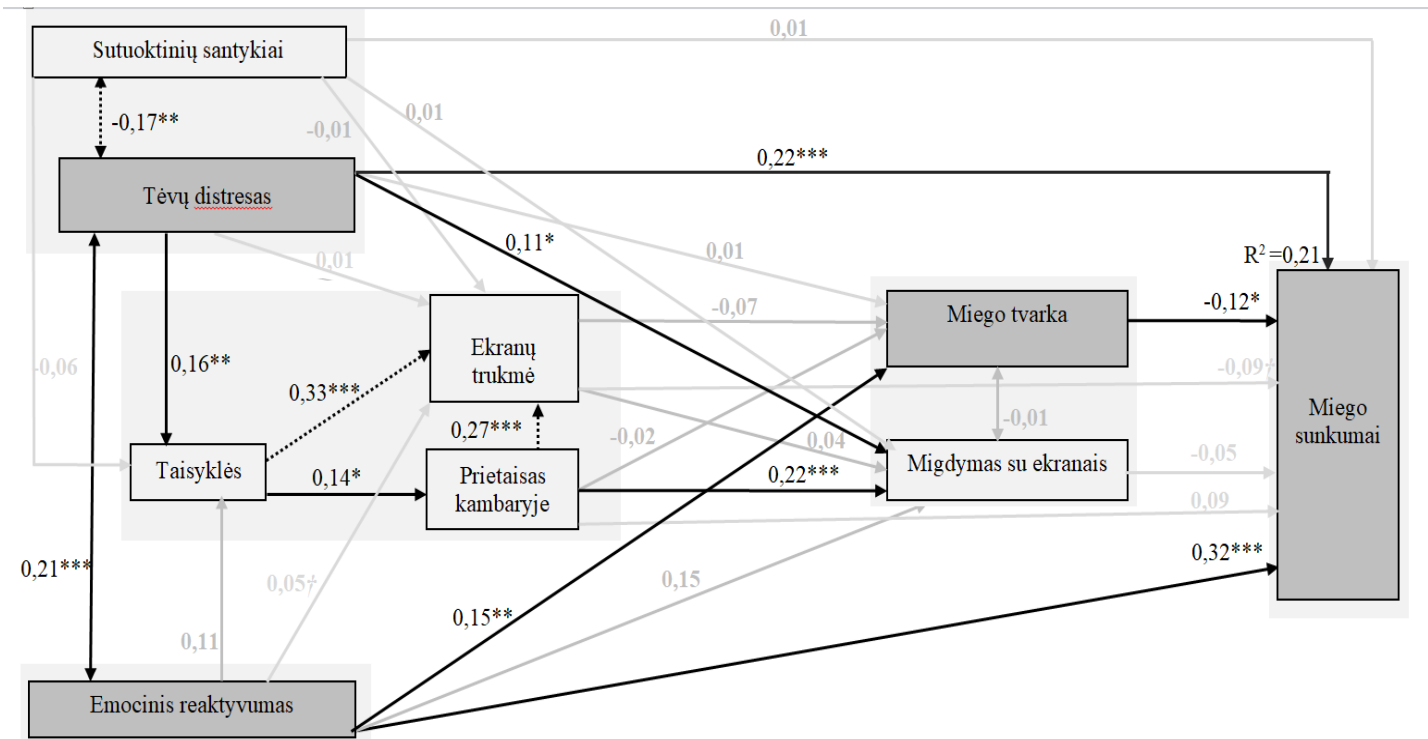 0,01
Sutuoktinių santykiai
0,01
-0,01
-0,17**
0,22***
Tėvų distresas
0,11*
0,01
0,01
R² =0,21
-0,07
Miego tvarka
-0,12*
Ekranų
trukmė
-0,06
0,16**
0,33***
-0,09†
Miego
sunkumai
0,27***
-0,02
0,04
-0,01
Taisyklės
0,14*
Prietaisas
kambaryje
0,22***
Migdymas su ekranais
-0,05
0,09
0,21***
0,05†
0,15
0,32***
0,15**
0,11
Emocinis reaktyvumas